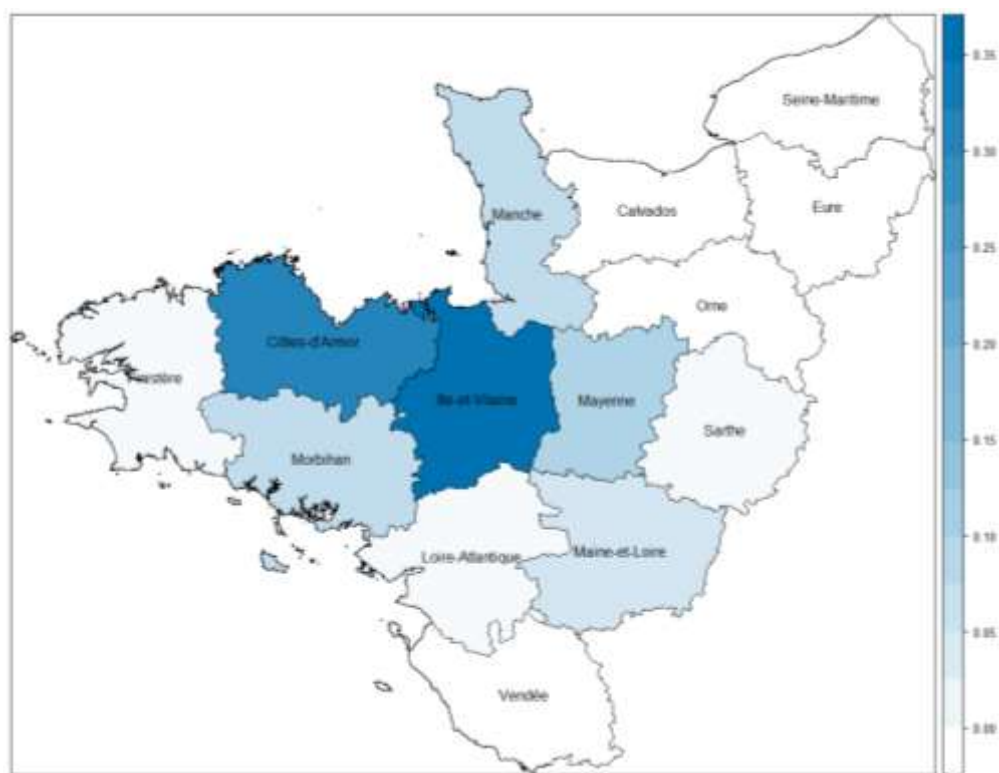 Seine-Maritime
Manche
Calvados
Eure
Orne
Côtes-d'Armor
Finistère
Ille-et-Vilaine
Mayenne
Sarthe
Morbihan
Loire-Atlantique
Maine-et-Loire
Vendée
0.35
0.30
0.25
0.20
0.15
0.10
0.05
0.00